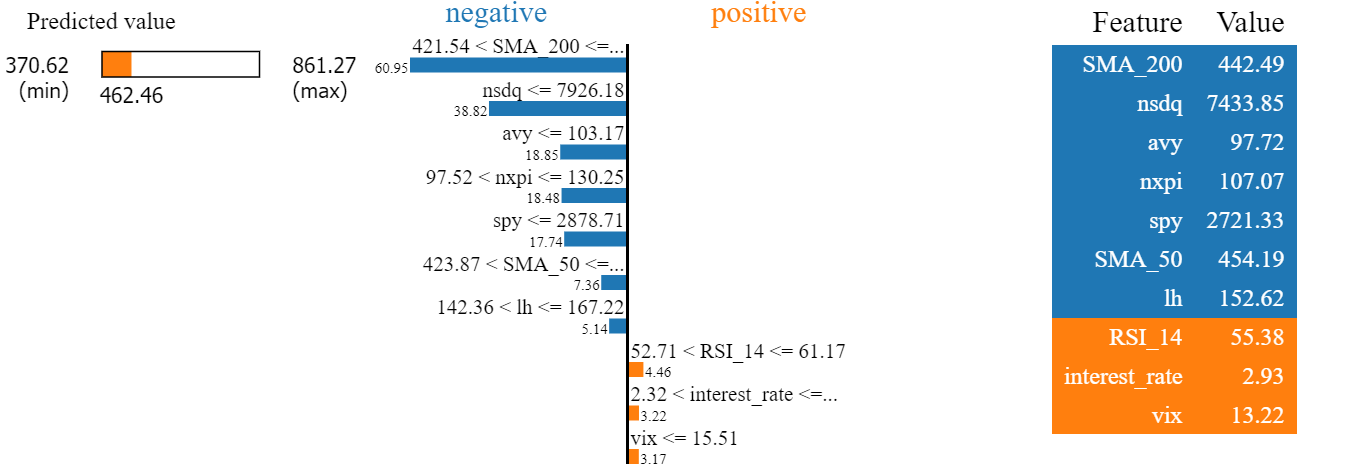 Predicted value
370.62
(min)
462.46
861.27
(max)
negative
positive
421.54 < SMA_200 <=...
60.95
nsdq <= 7926.18
38.82
avy <= 103.17
18.85
97.52 < nxpi <= 130.25
18.48
spy <= 2878.71
17.74
423.87 < SMA_50 <=...
7.36
142.36 < lh <= 167.22
5.14
52.71 < RSI_14 <= 61.17
4.46
2.32 < interest_rate <=...
3.22
vix <= 15.51
3.17
Feature Value
SMA_200 442.49
nsdq 7433.85
avy 97.72
nxpi 107.07
spy 2721.33
SMA_50 454.19
lh 152.62
RSI_14 55.38
interest_rate 2.93
vix 13.22